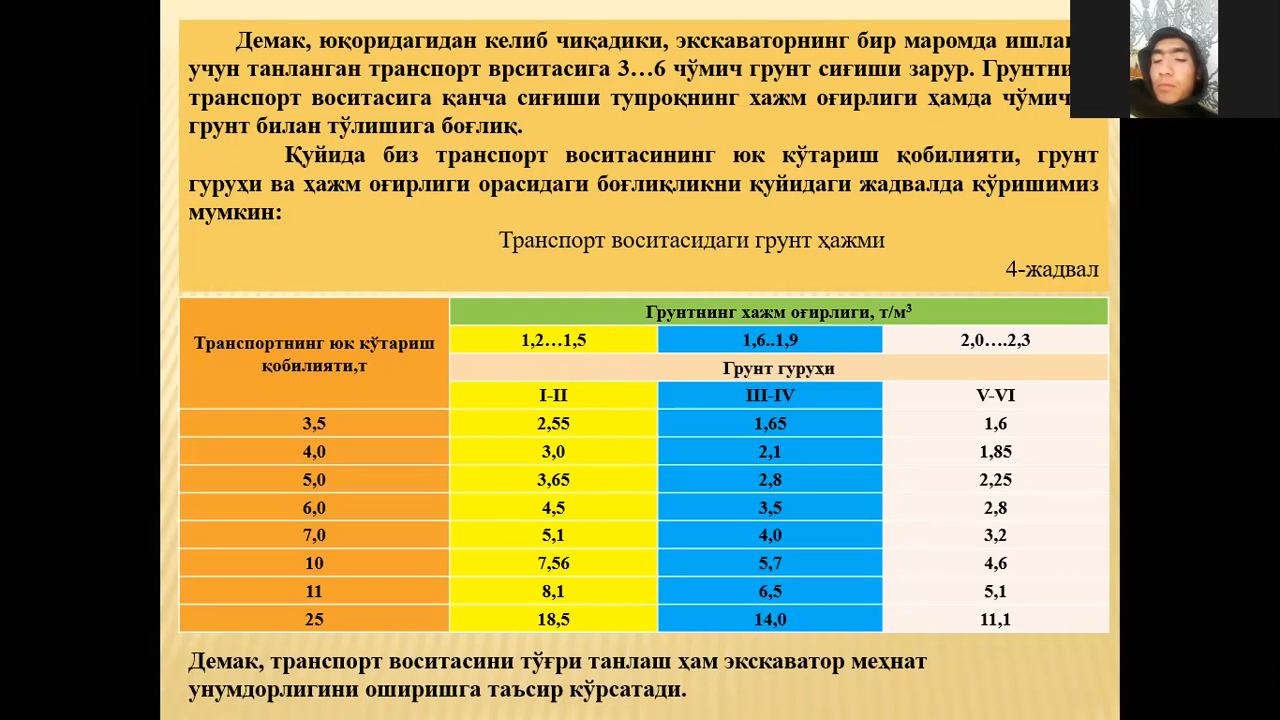 Демак, юқоридагидан келиб чиқадики, экскаваторнинг бир маромда
учун танланган транспорт врситасига 3…6 чўмич грунт сиғиши зарур.
транспорт воситасига қанча сиғиши тупроқнинг хажм оғирлиги ҳамда
грунт билан тўлишига боғлиқ.
Қуйида биз транспорт воситасининг юк кўтариш қобилияти, грунт
гуруҳи ва ҳажм оғирлиги орасидаги боғлиқликни қуйидаги жадвалда кўришимиз
мумкин:
Транспорт воситасидаги грунт ҳажми
4-жадвал
Транспортнинг юк кўтариш
қобилияти,т
Грунтнинг хажм оғирлиги, т/м³
1,2…1,5 1,6..1,9 2,0….2,3
Грунт гуруҳи
I-II III-IV V-VI
3,5 2,55 1,65 1,6
4,0 3,0 2,1 1,85
5,0 3,65 2,8 2,25
6,0 4,5 3,5 2,8
7,0 5,1 4,0 3,2
10 7,56 5,7 4,6
11 8,1 6,5 5,1
25 18,5 14,0 11,1
Демак, транспорт воситасини тўғри танлаш ҳам экскаватор меҳнат
унумдорлигини оширишга таъсир кўрсатади.